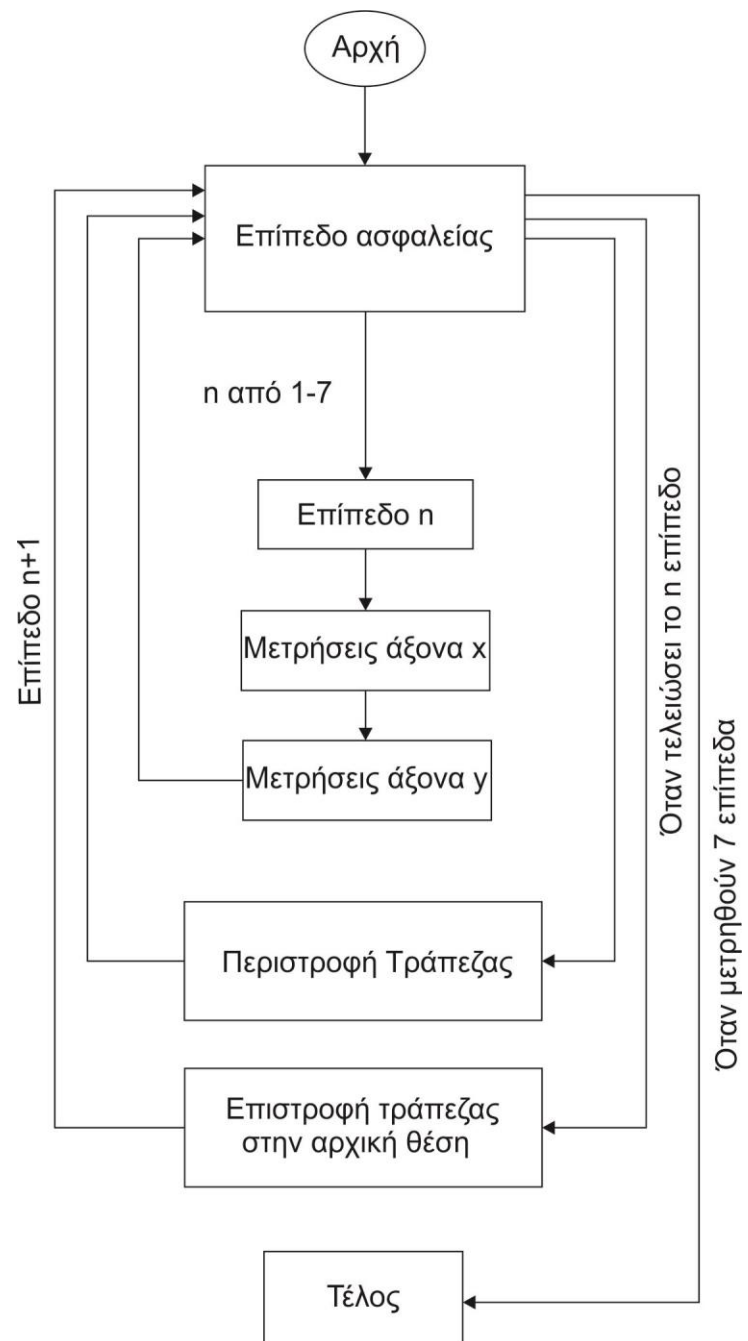 Αρχή
Επίπεδο ασφαλείας
n από 1-7
Επίπεδο n
Μετρήσεις άξονα x
Μετρήσεις άξονα y
Περιστροφή Τράπεζας
Επιστροφή τράπεζας
στην αρχική θέση
Τέλος
Επίπεδο n+1
Όταν τελειώσει το n επίπεδο
Όταν μετρηθούν 7 επίπεδα